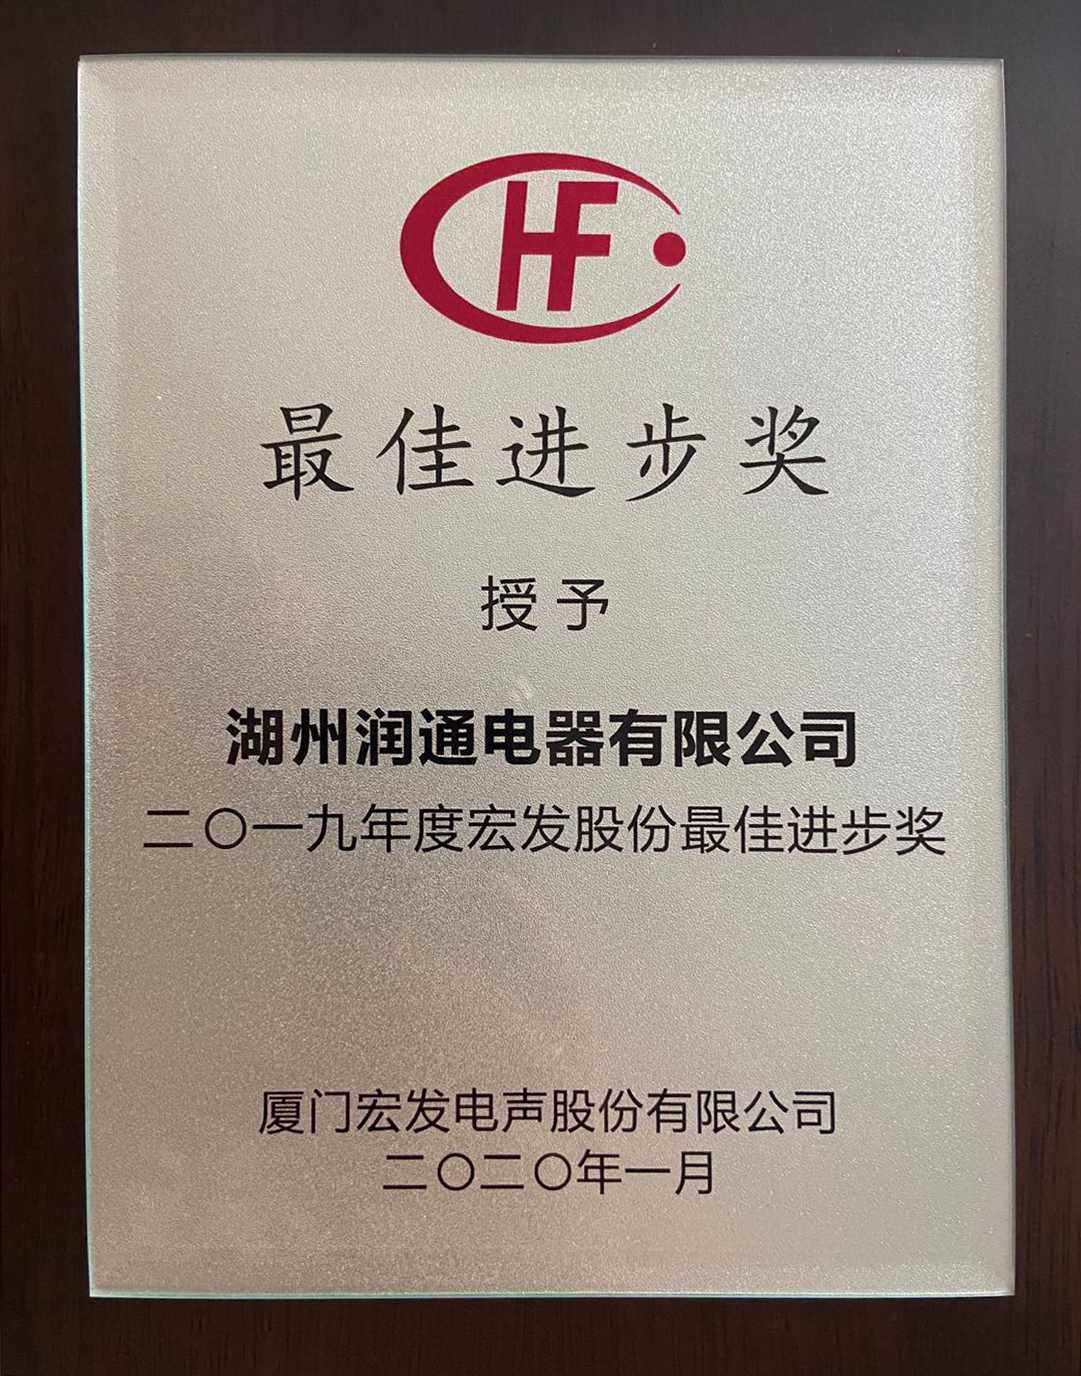 HF
最佳进步奖
授予
湖州润通电器有限公司
二〇一九年度宏发股份最佳进步奖
厦门宏发电声股份有限公司
二〇二〇年一月